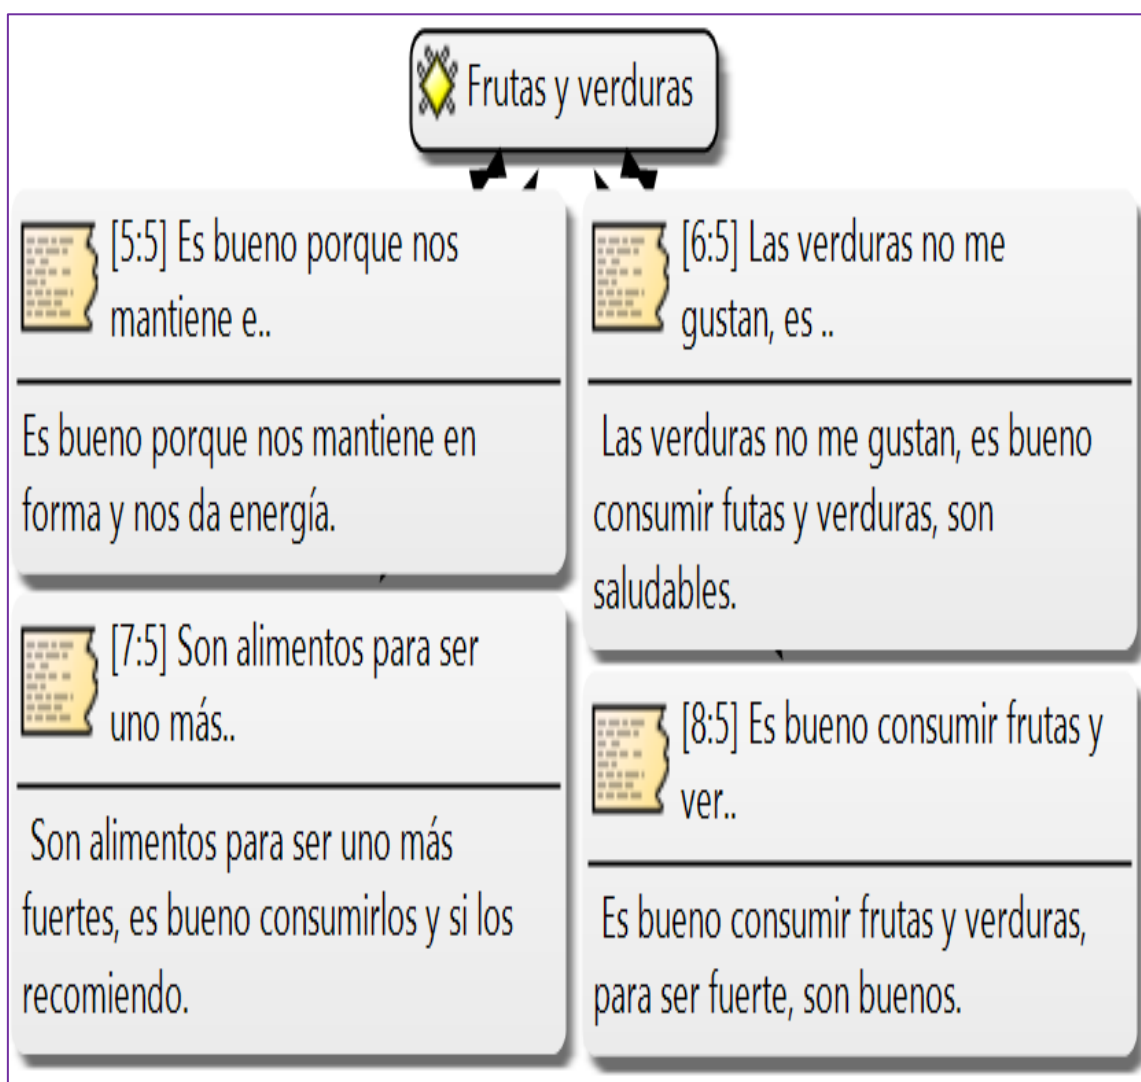 Frutas y verduras
[5:5] Es bueno porque nos
mantiene e..
Es bueno porque nos mantiene en
forma y nos da energía.
[6:5] Las verduras no me
gustan, es ..
Las verduras no me gustan, es bueno
consumir futas y verduras, son
saludables.
[7:5] Son alimentos para ser
uno más..
Son alimentos para ser uno más
fuertes, es bueno consumirlos y si los
recomiendo.
[8:5] Es bueno consumir frutas y
ver..
Es bueno consumir frutas y verduras,
para ser fuerte, son buenos.